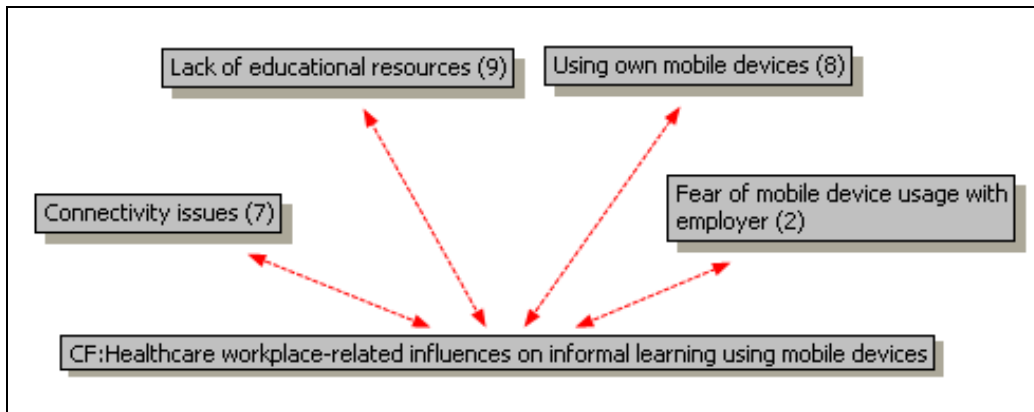 Lack of educational resources (9)
Using own mobile devices (8)
Connectivity issues (7)
Fear of mobile device usage with
employer (2)
CF:Healthcare workplace-related influences on informal learning using mobile devices